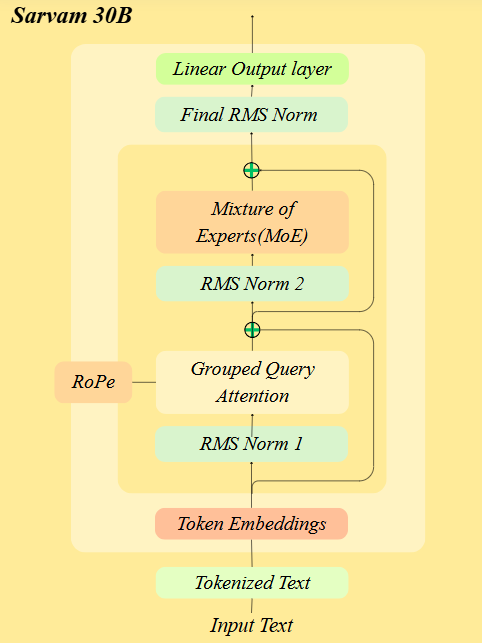 Sarvam 30B
Linear Output layer
Final RMS Norm
Mixture of
Experts(MoE)
RMS Norm 2
Grouped Query
Attention
RoPe
RMS Norm 1
Token Embeddings
Tokenized Text
Input Text